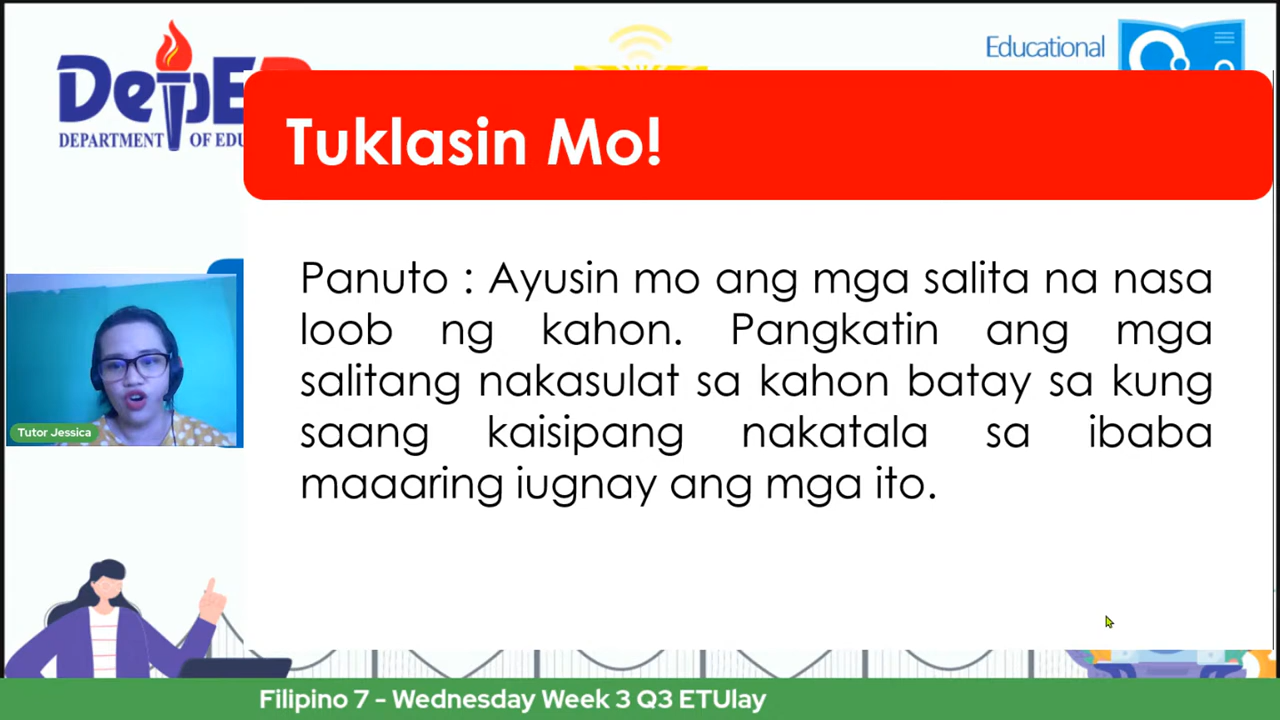 DepE
DEPARTMENT OF EDU
Educational
Tuklasin Mo!
Panuto : Ayusin mo ang mga salita na nasa
loob ng kahon. Pangkatin ang mga
salitang nakasulat sa kahon batay sa kung
saang kaisipang nakatala sa ibaba
maaaring iugnay ang mga ito.
Tutor Jessica
Filipino 7 - Wednesday Week 3 Q3 ETUlay